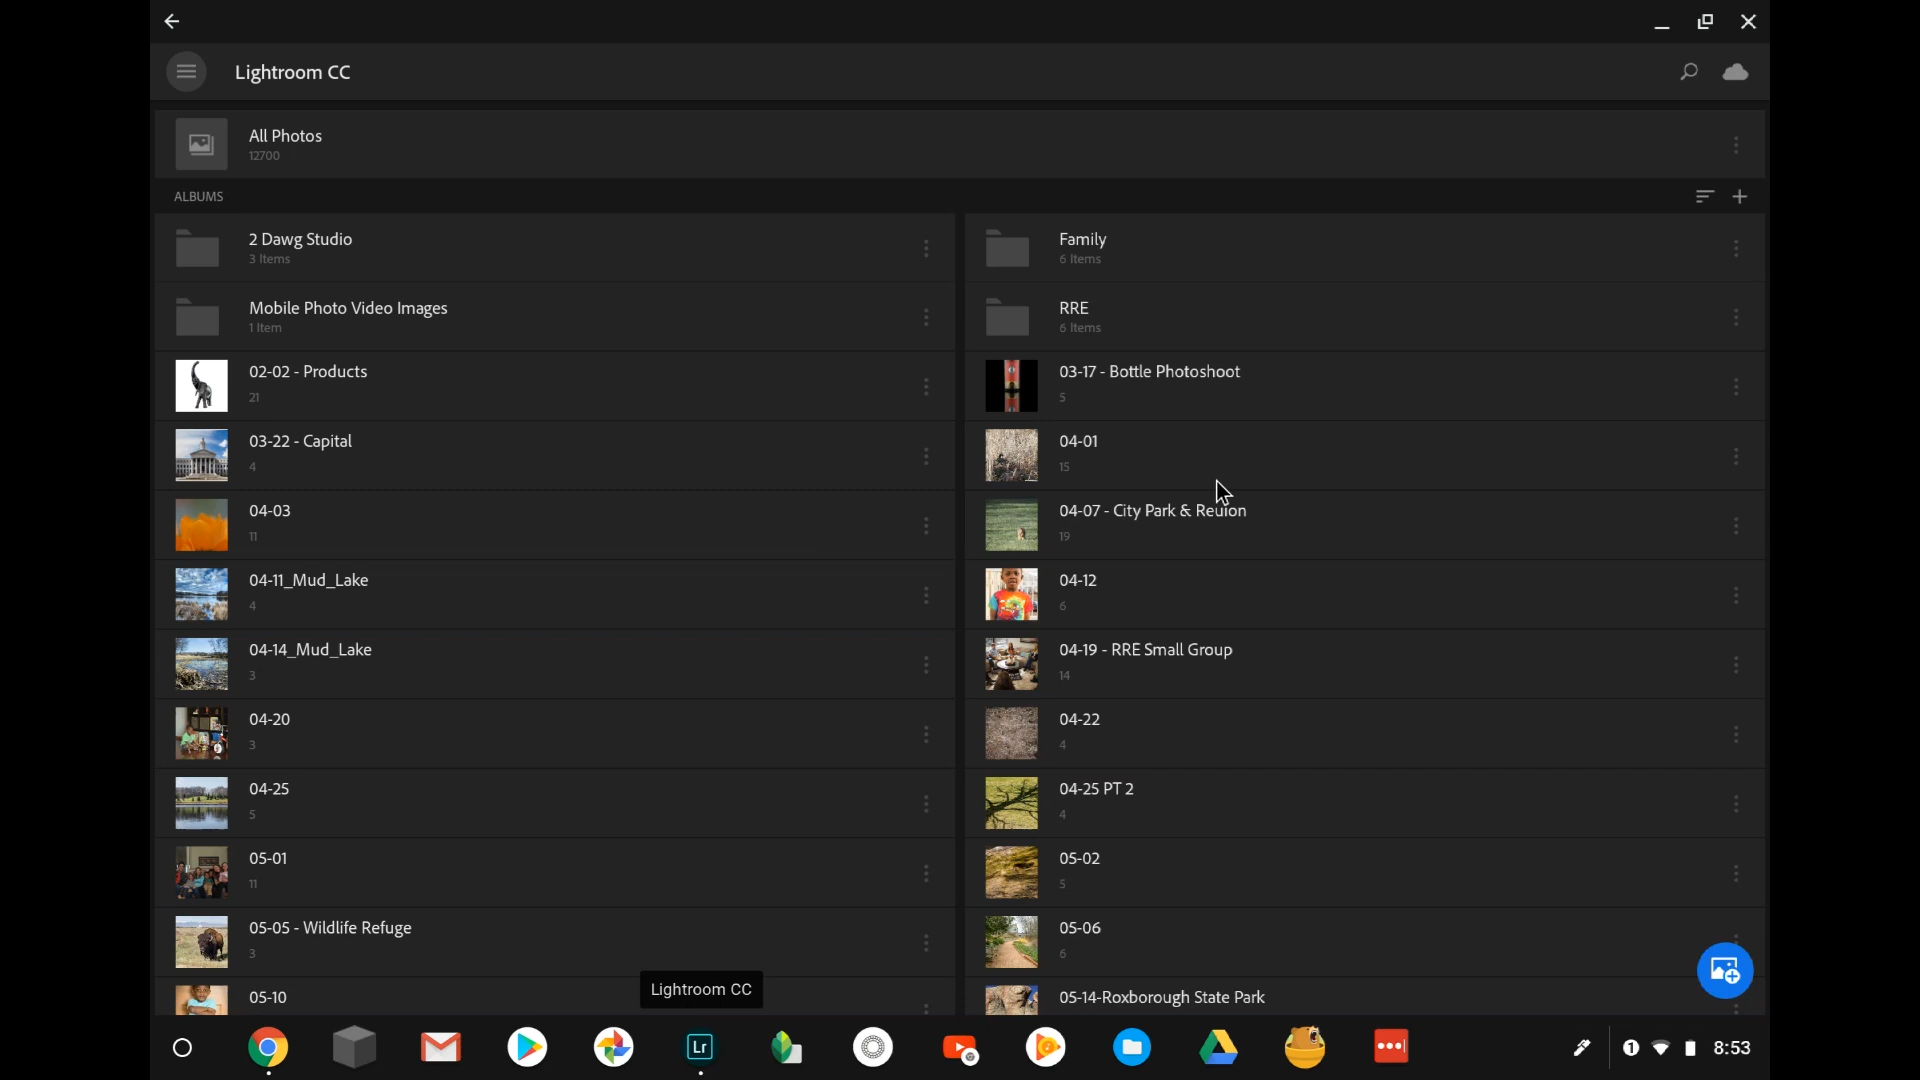 Lightroom CC
All Photos
12700
ALBUMS
2 Dawg Studio
3 Items
Family
6 Items
Mobile Photo Video Images
1 Item
RRE
6 Items
02-02 - Products
21
03-17 - Bottle Photoshoot
5
03-22 - Capital
4
04-01
15
04-03
11
04-07 - City Park & Reuion
19
04-11_Mud_Lake
4
04-12
6
04-14_Mud_Lake
3
04-19 - RRE Small Group
14
04-20
3
04-22
4
04-25
5
04-25 PT 2
4
05-01
11
05-02
5
05-05 - Wildlife Refuge
3
05-06
6
05-10
05-14-Roxborough State Park
Lightroom CC
Lr
1
8:53